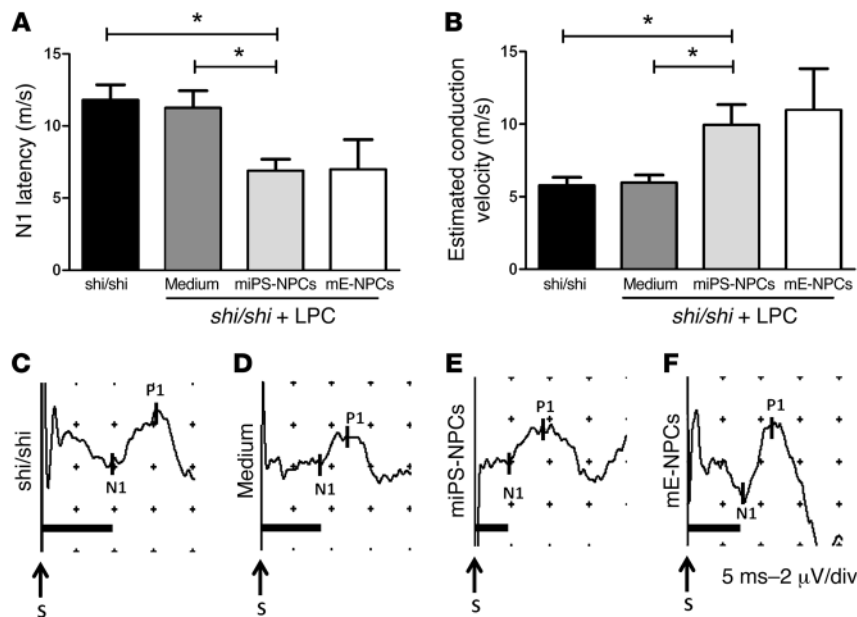 A
N1 latency (m/s)
15
10
5
0
*
*
shi/shi
Medium
miPS-NPCs
mE-NPCs
shi/shi + LPC
B
Estimated conduction
velocity (m/s)
15
10
5
0
*
*
shi/shi
Medium
miPS-NPCs
mE-NPCs
shi/shi + LPC
C
shi/shi
P1
N1
S
D
Medium
P1
N1
S
E
miPS-NPCs
P1
N1
S
F
mE-NPCs
P1
N1
S
5 ms–2 μV/div